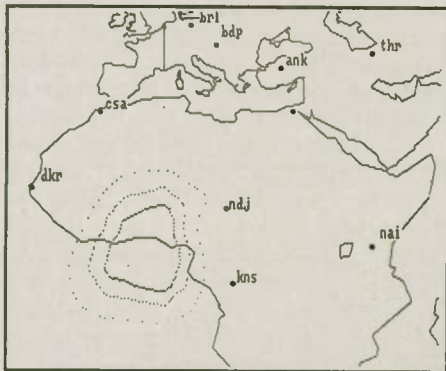 brl
bdp
ank
thr
csa
dkr
ndj
nai
kns